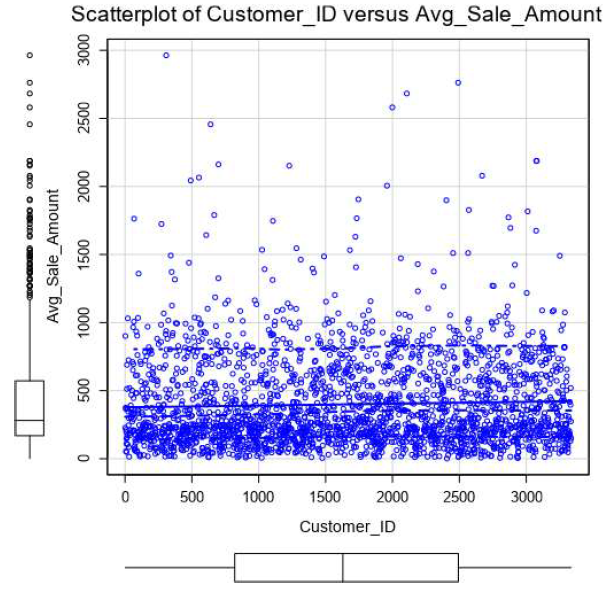 Scatterplot of Customer_ID versus Avg_Sale_Amount
3000
2500
2000
1500
1000
500
0
Avg_Sale_Amount
0 500 1000 1500 2000 2500 3000
Customer_ID